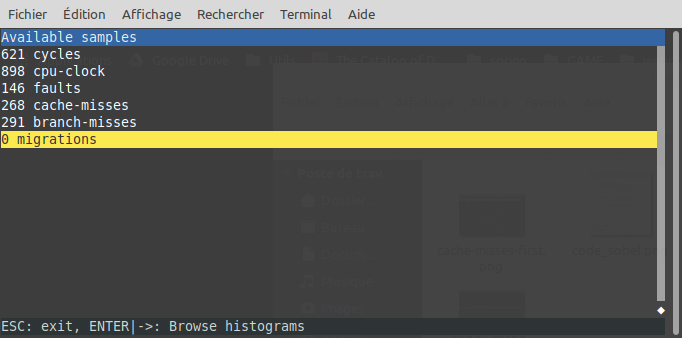 Fichier Édition Affichage Rechercher Terminal Aide
Available samples
621 cycles
898 cpu-clock
146 faults
268 cache-misses
291 branch-misses
0 migrations
ESC: exit, ENTER|->: Browse histograms